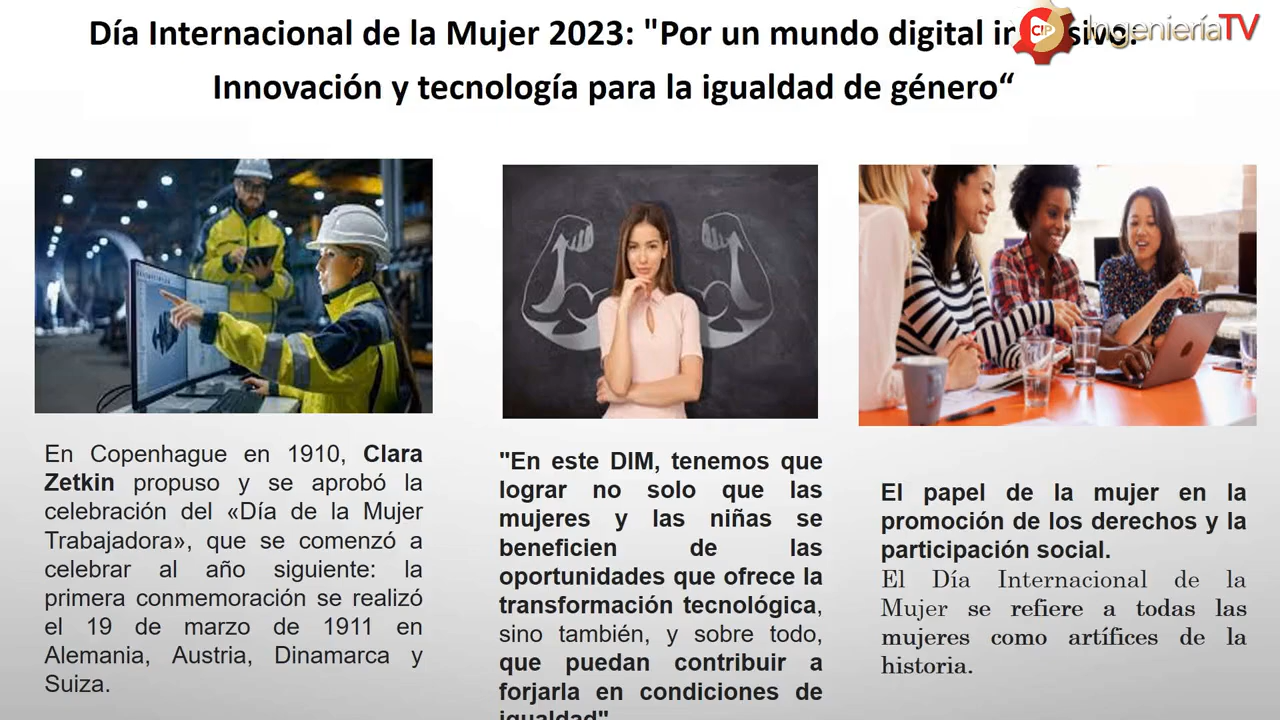 Día Internacional de la Mujer 2023: "Por un mundo digital
Innovación y tecnología para la igualdad de género“
CIP IngenieríaTV
En Copenhague en 1910, Clara
Zetkin propuso y se aprobó la
celebración del «Día de la Mujer
Trabajadora», que se comenzó a
celebrar al año siguiente: la
primera conmemoración se realizó
el 19 de marzo de 1911 en
Alemania, Austria, Dinamarca y
Suiza.
"En este DIM, tenemos que
lograr no solo que las
mujeres y las niñas se
beneficien de las
oportunidades que ofrece la
transformación tecnológica,
sino también, y sobre todo,
que puedan contribuir a
forjarla en condiciones de
igualdad"
El papel de la mujer en la
promoción de los derechos y la
participación social.
El Día Internacional de la
Mujer se refiere a todas las
mujeres como artífices de la
historia.